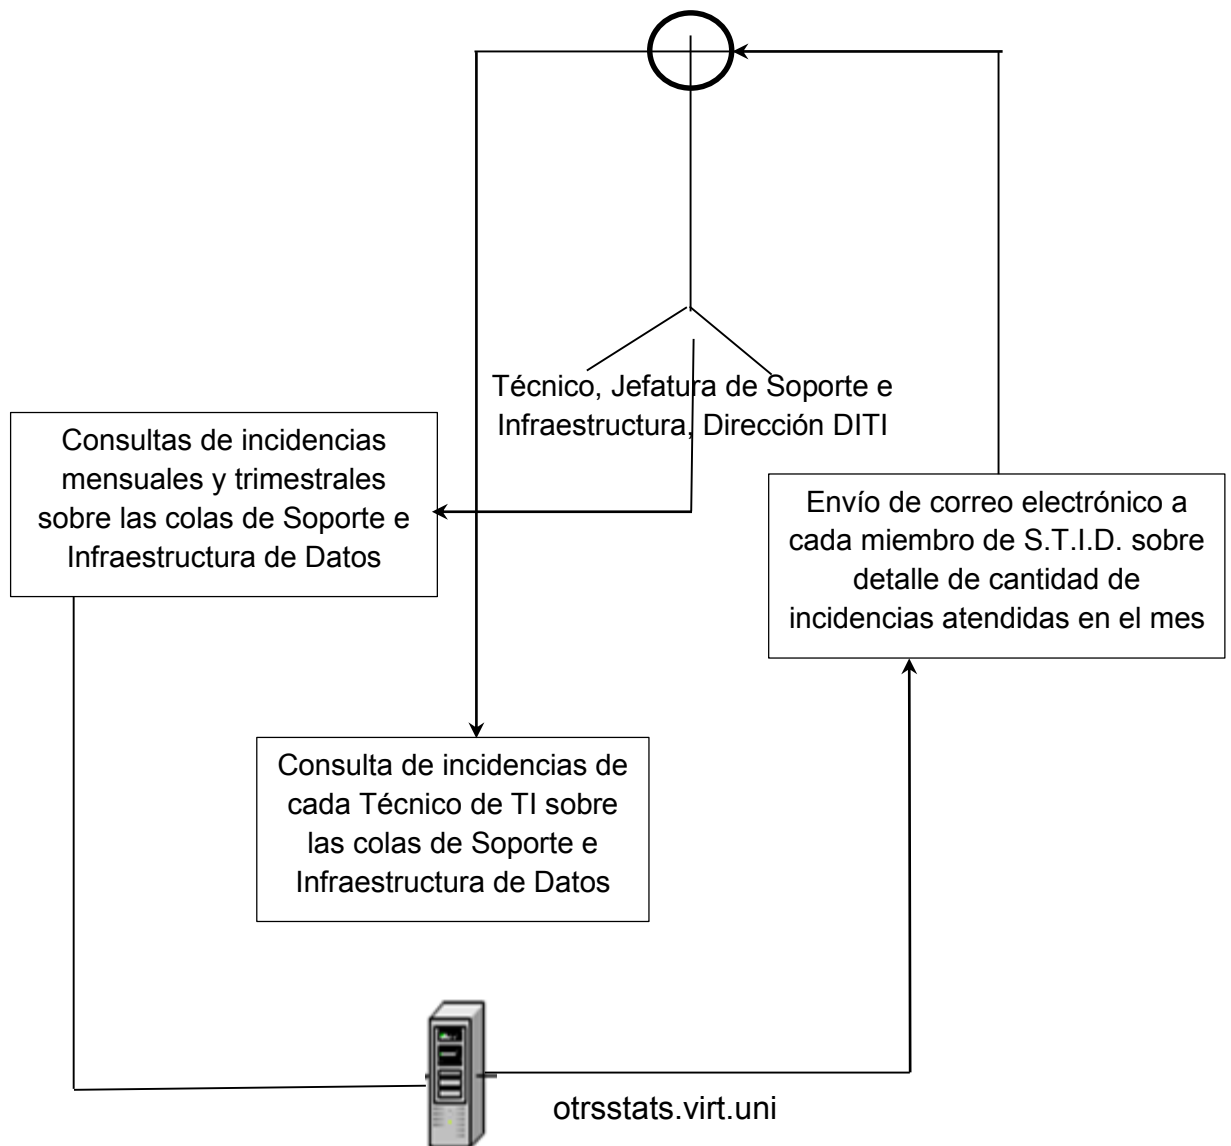 Técnico, Jefatura de Soporte e
Infraestructura, Dirección DITI
Consultas de incidencias
mensuales y trimestrales
sobre las colas de Soporte e
Infraestructura de Datos
Envío de correo electrónico a
cada miembro de S.T.I.D. sobre
detalle de cantidad de
incidencias atendidas en el mes
Consulta de incidencias de
cada Técnico de TI sobre
las colas de Soporte e
Infraestructura de Datos
otrsstats.virt.uni